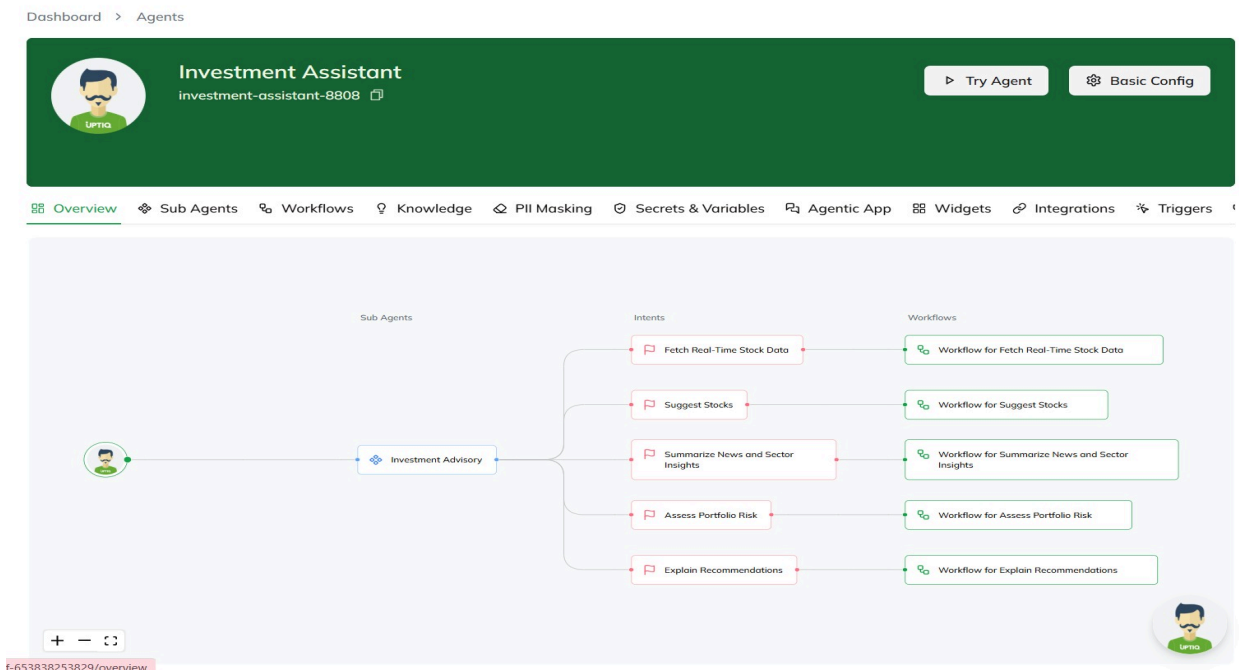 Dashboard > Agents
Investment Assistant
investment-assistant-8808
Try Agent
Basic Config
UPTIQ
Overview Sub Agents Workflows Knowledge PII Masking Secrets & Variables Agentic App Widgets Integrations Triggers
Sub Agents Intents Workflows
Fetch Real-Time Stock Data
Workflow for Fetch Real-Time Stock Data
Suggest Stocks
Workflow for Suggest Stocks
Investment Advisory
Summarize News and Sector
Insights
Workflow for Summarize News and Sector
Insights
Assess Portfolio Risk
Workflow for Assess Portfolio Risk
Explain Recommendations
Workflow for Explain Recommendations
UPTIQ
f-653838253829/overview